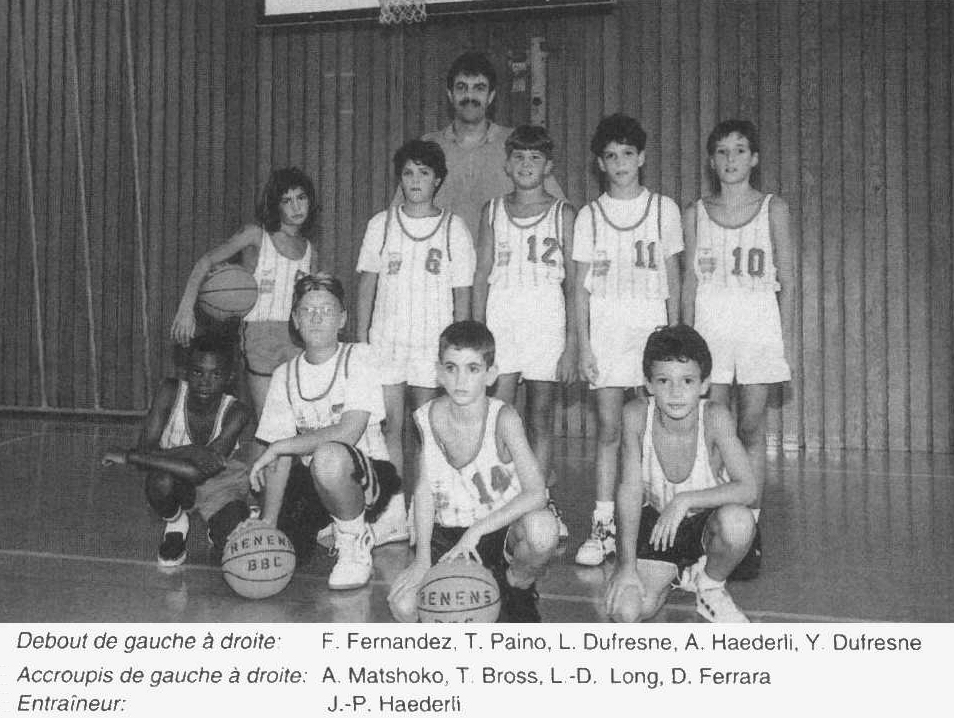 6
12
11
10
14
RENENS
BBC
RENENS
BBC
Debout de gauche à droite: F. Fernandez, T. Paino, L. Dufresne, A. Haederli, Y. Dufresne
Accroupis de gauche à droite: A. Matshoko, T. Bross, L.-D. Long, D. Ferrara
Entraîneur: J.-P. Haederli